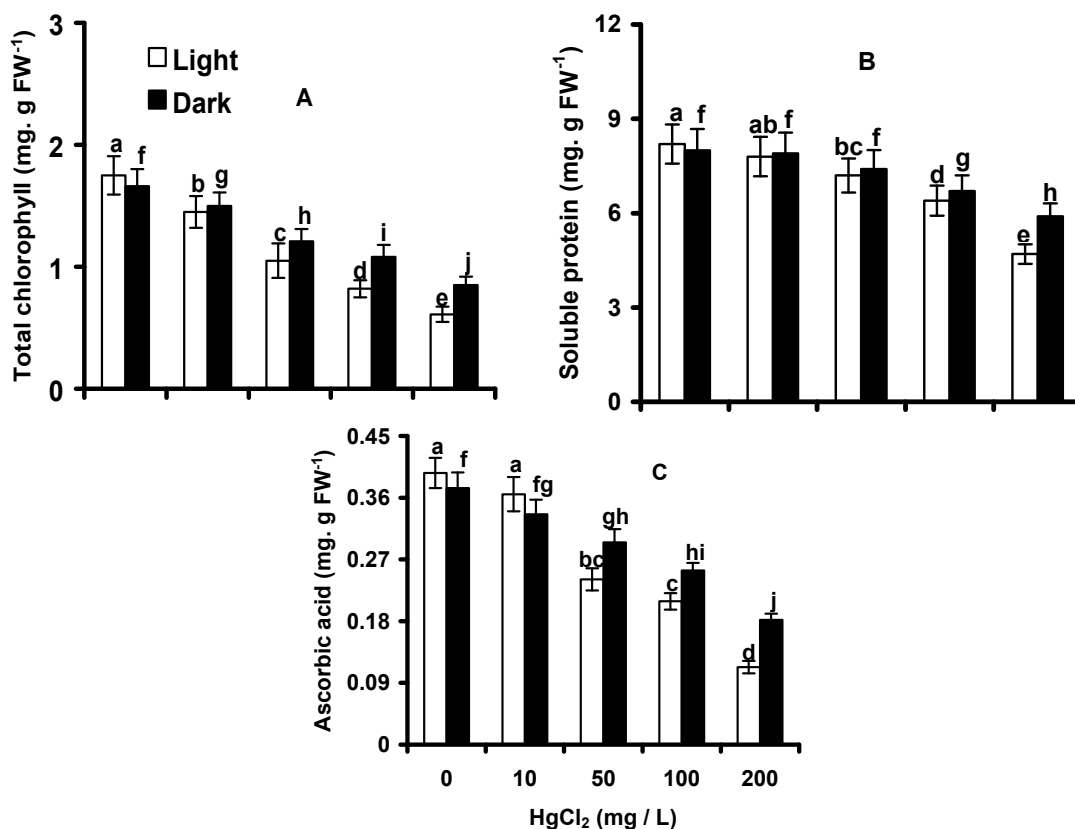 Total chlorophyll (mg. g FW⁻¹)
3
2
1
0
Light
Dark
A
a f
b g
c h
d i
e j
Soluble protein (mg. g FW⁻¹)
12
9
6
3
0
B
a f
ab f
bc f
d g
e h
Ascorbic acid (mg. g FW⁻¹)
0.45
0.36
0.27
0.18
0.09
0
C
a f
a fg
bc gh
c hi
d j
0 10 50 100 200
HgCl₂ (mg / L)